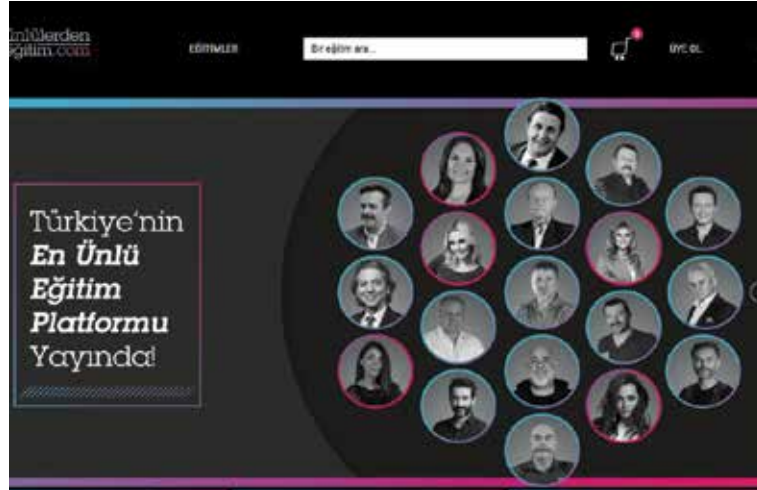 ünlülerden
eğitim.com
EĞİTİMLER
Bir eğitim ara...
ÜYE OL
Türkiye'nin
En Ünlü
Eğitim
Platformu
Yayında!